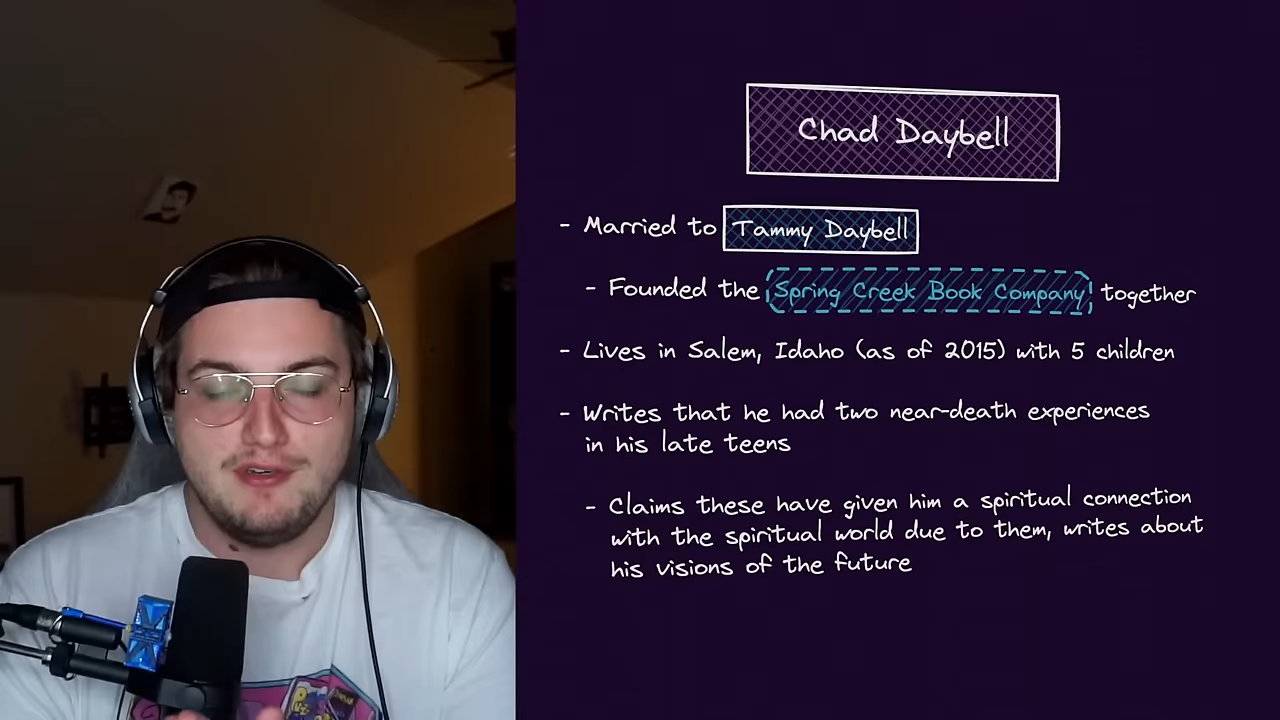 Chad Daybell
- Married to Tammy Daybell
- Founded the Spring Creek Book Company together
- Lives in Salem, Idaho (as of 2015) with 5 children
- Writes that he had two near-death experiences
in his late teens
- Claims these have given him a spiritual connection
with the spiritual world due to them, writes about
his visions of the future